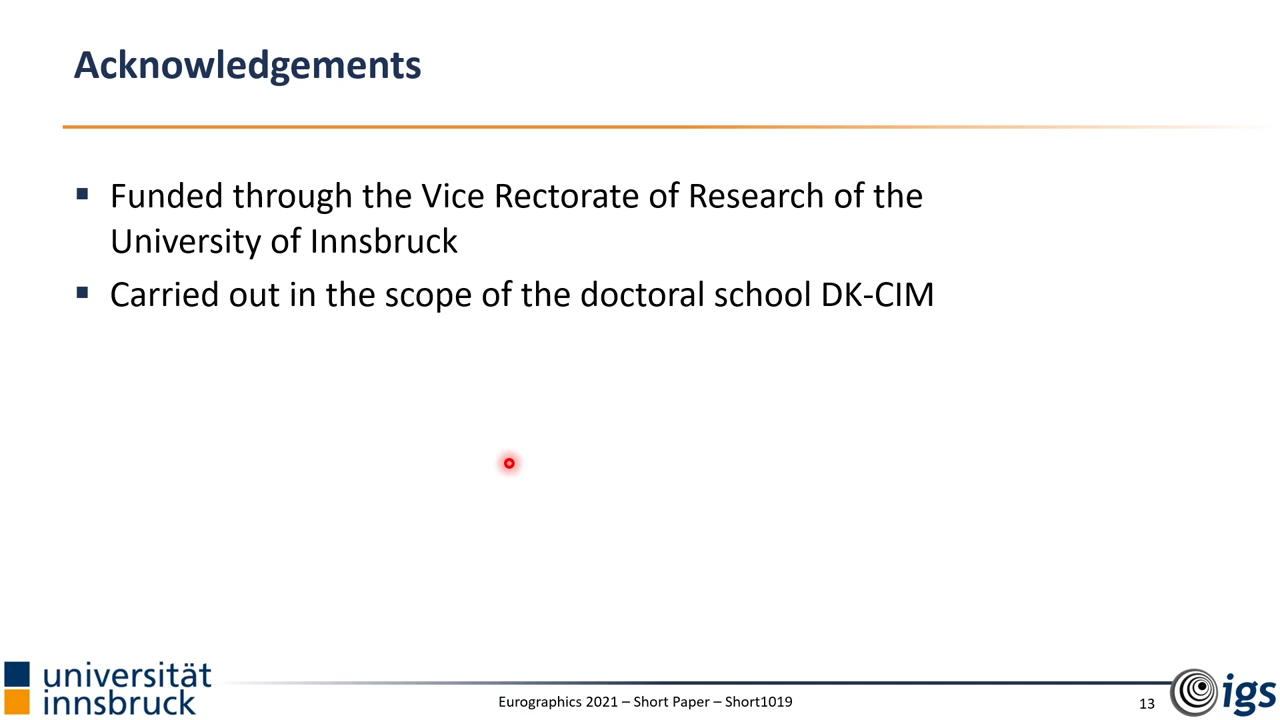 Acknowledgements
▪ Funded through the Vice Rectorate of Research of the
University of Innsbruck
▪ Carried out in the scope of the doctoral school DK-CIM
universität
innsbruck
Eurographics 2021 – Short Paper – Short1019
13
igs